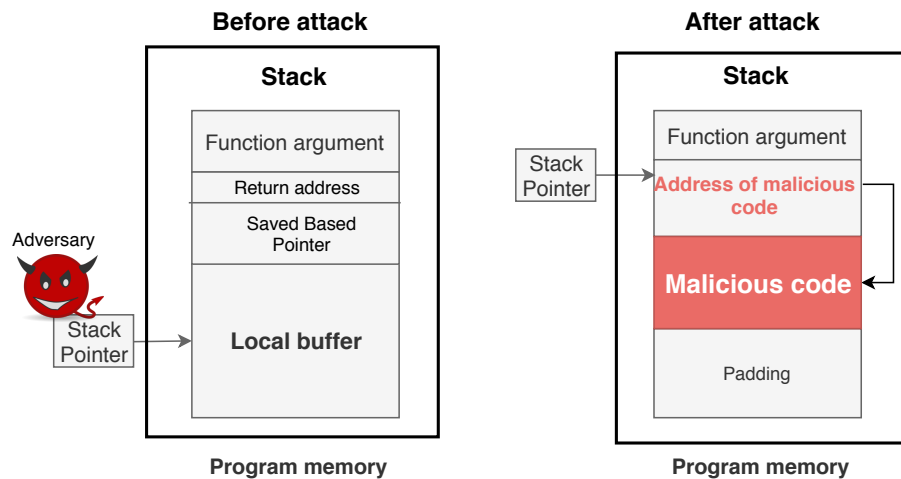 Before attack
Stack
Function argument
Return address
Saved Based
Pointer
Local buffer
Adversary
Stack
Pointer
Program memory
After attack
Stack
Function argument
Stack
Pointer
Address of malicious
code
Malicious code
Padding
Program memory